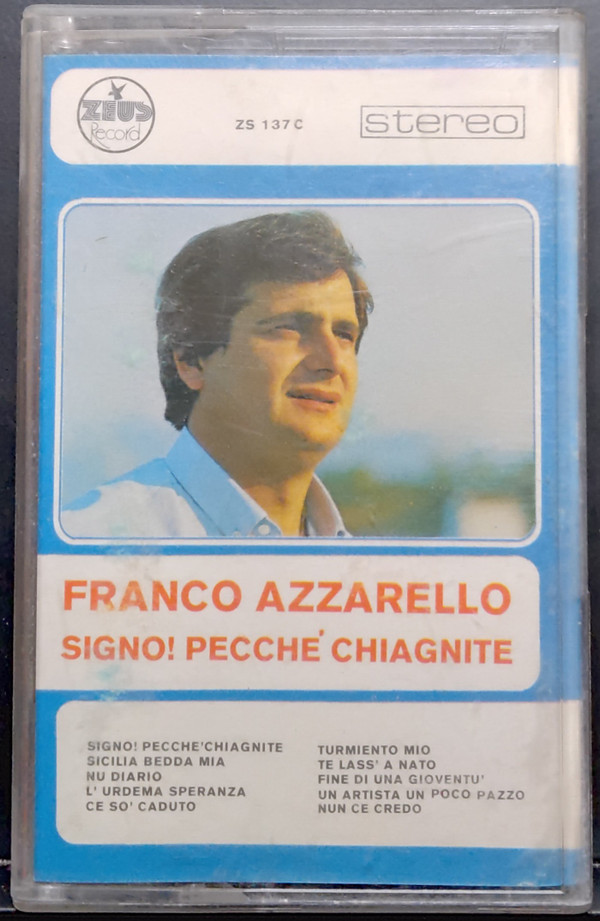 ZEUS
Record
ZS 137 C
stereo
FRANCO AZZARELLO
SIGNO! PECCHE' CHIAGNITE
SIGNO! PECCHE'CHIAGNITE
SICILIA BEDDA MIA
NU DIARIO
L' URDEMA SPERANZA
CE SO' CADUTO
TURMIENTO MIO
TE LASS' A NATO
FINE DI UNA GIOVENTU'
UN ARTISTA UN POCO PAZZO
NUN CE CREDO